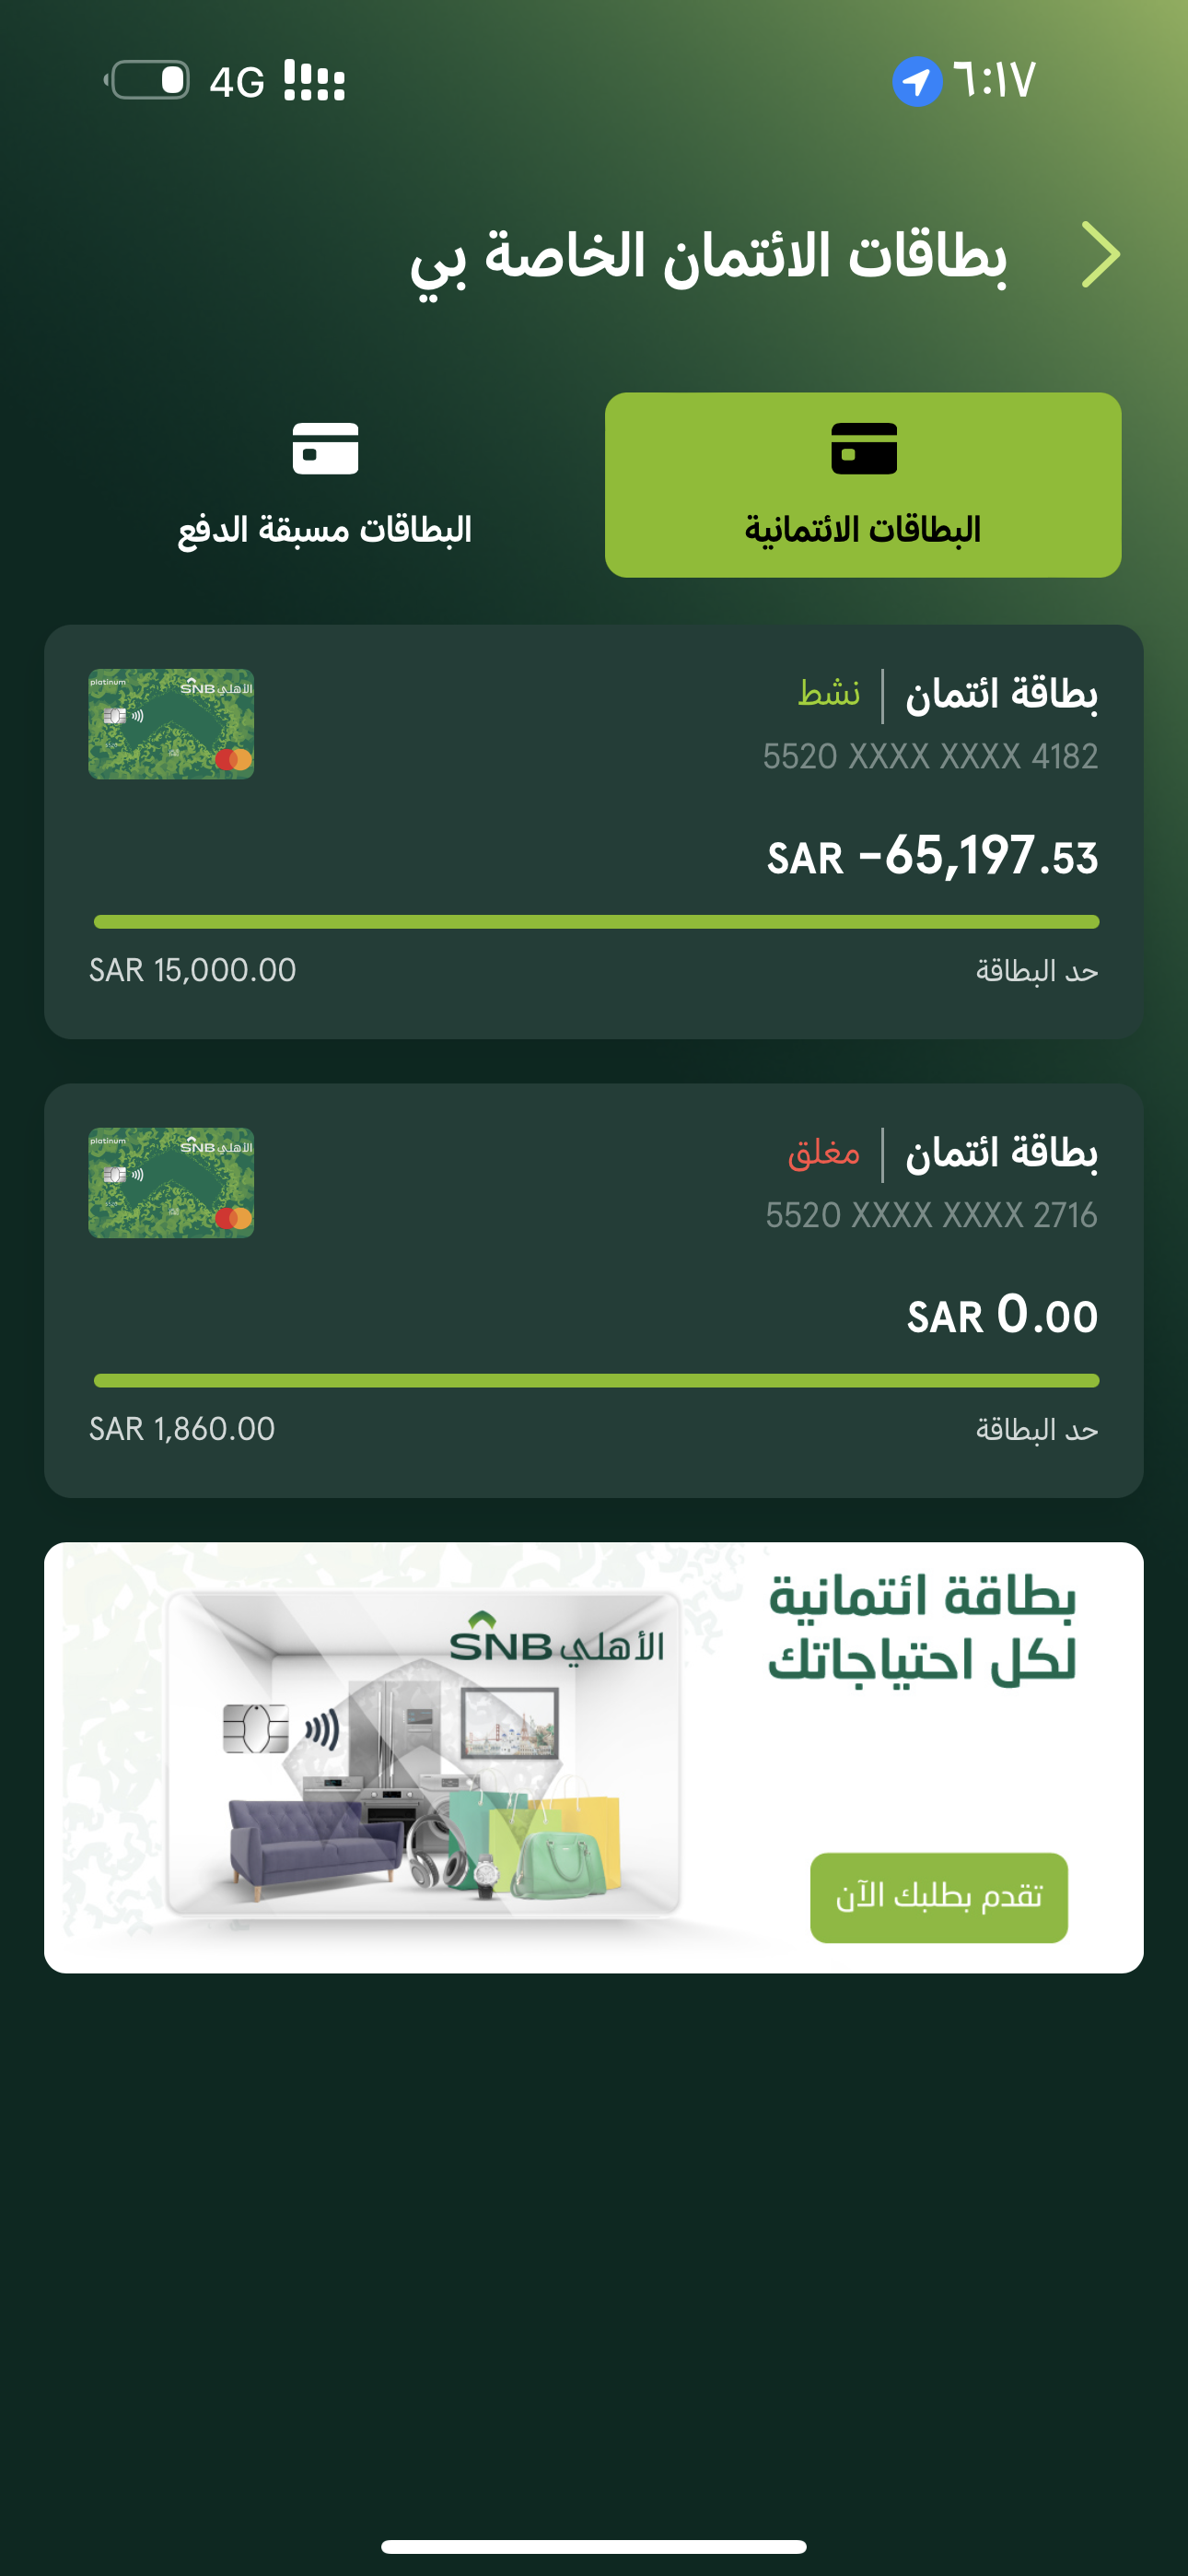 ٦:١٧
4G
بطاقات الائتمان الخاصة بي
البطاقات الائتمانية
البطاقات مسبقة الدفع
بطاقة ائتمان | نشط
platinum
SNB الأهلي
5520 XXXX XXXX 4182
SAR -65,197.53
حد البطاقة
SAR 15,000.00
بطاقة ائتمان | مغلق
platinum
SNB الأهلي
5520 XXXX XXXX 2716
SAR 0.00
حد البطاقة
SAR 1,860.00
بطاقة ائتمانية
لكل احتياجاتك
SNB الأهلي
تقدم بطلبك الآن